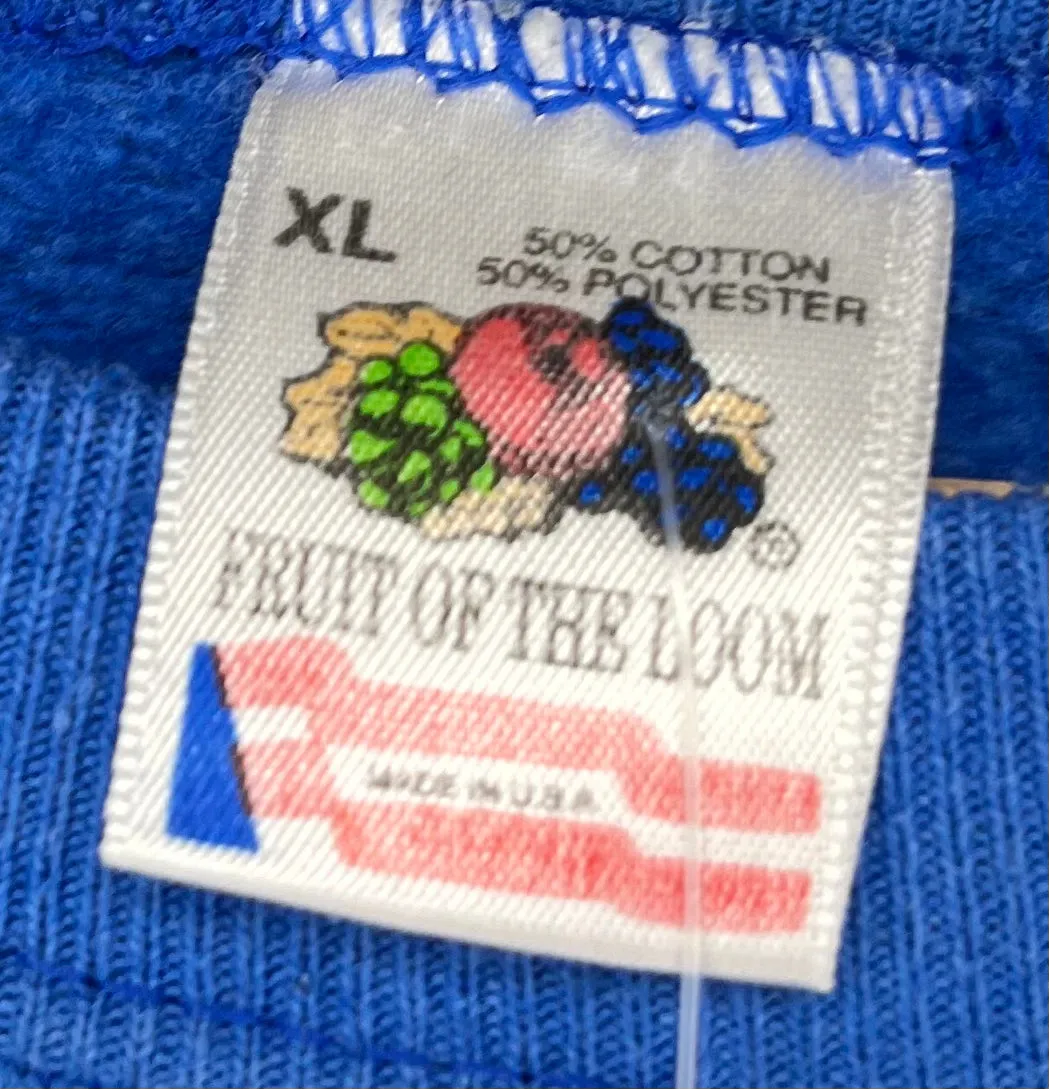 XL
50% COTTON
50% POLYESTER
®
FRUIT OF THE LOOM
MADE IN U.S.A.